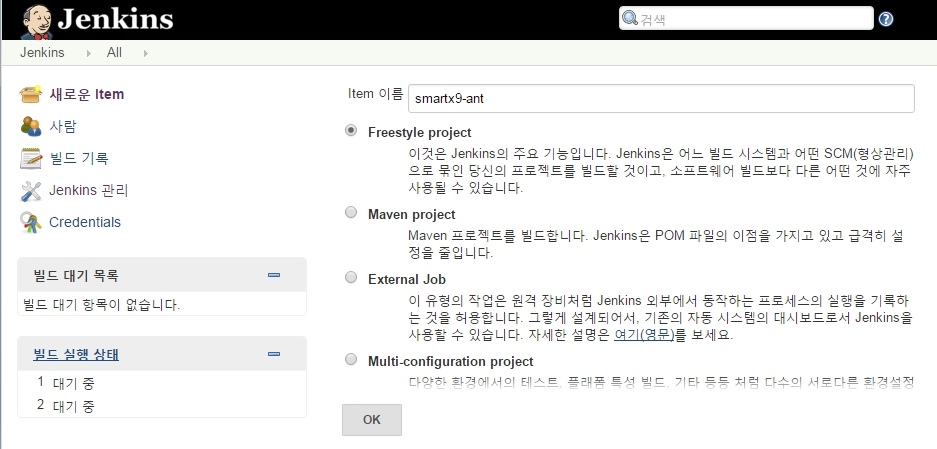 Jenkins
검색
Jenkins
All
새로운 Item
사람
빌드 기록
Jenkins 관리
Credentials
빌드 대기 목록
빌드 대기 항목이 없습니다.
빌드 실행 상태
1 대기 중
2 대기 중
Item 이름 smartx9-ant
Freestyle project
이것은 Jenkins의 주요 기능입니다. Jenkins은 어느 빌드 시스템과 어떤 SCM(형상관리)
으로 묶인 당신의 프로젝트를 빌드할 것이고, 소프트웨어 빌드보다 다른 어떤 것에 자주
사용될 수 있습니다.
Maven project
Maven 프로젝트를 빌드합니다. Jenkins은 POM 파일의 이점을 가지고 있고 급격히 설
정을 줄입니다.
External Job
이 유형의 작업은 원격 장비처럼 Jenkins 외부에서 동작하는 프로세스의 실행을 기록하
는 것을 허용합니다. 그렇게 설계되어서, 기존의 자동 시스템의 대시보드로서 Jenkins을
사용할 수 있습니다. 자세한 설명은 여기(영문)를 보세요.
Multi-configuration project
다양한 환경에서의 테스트, 플래폼 특성 빌드, 기타 등등 처럼 다수의 서로다른 환경설정
OK